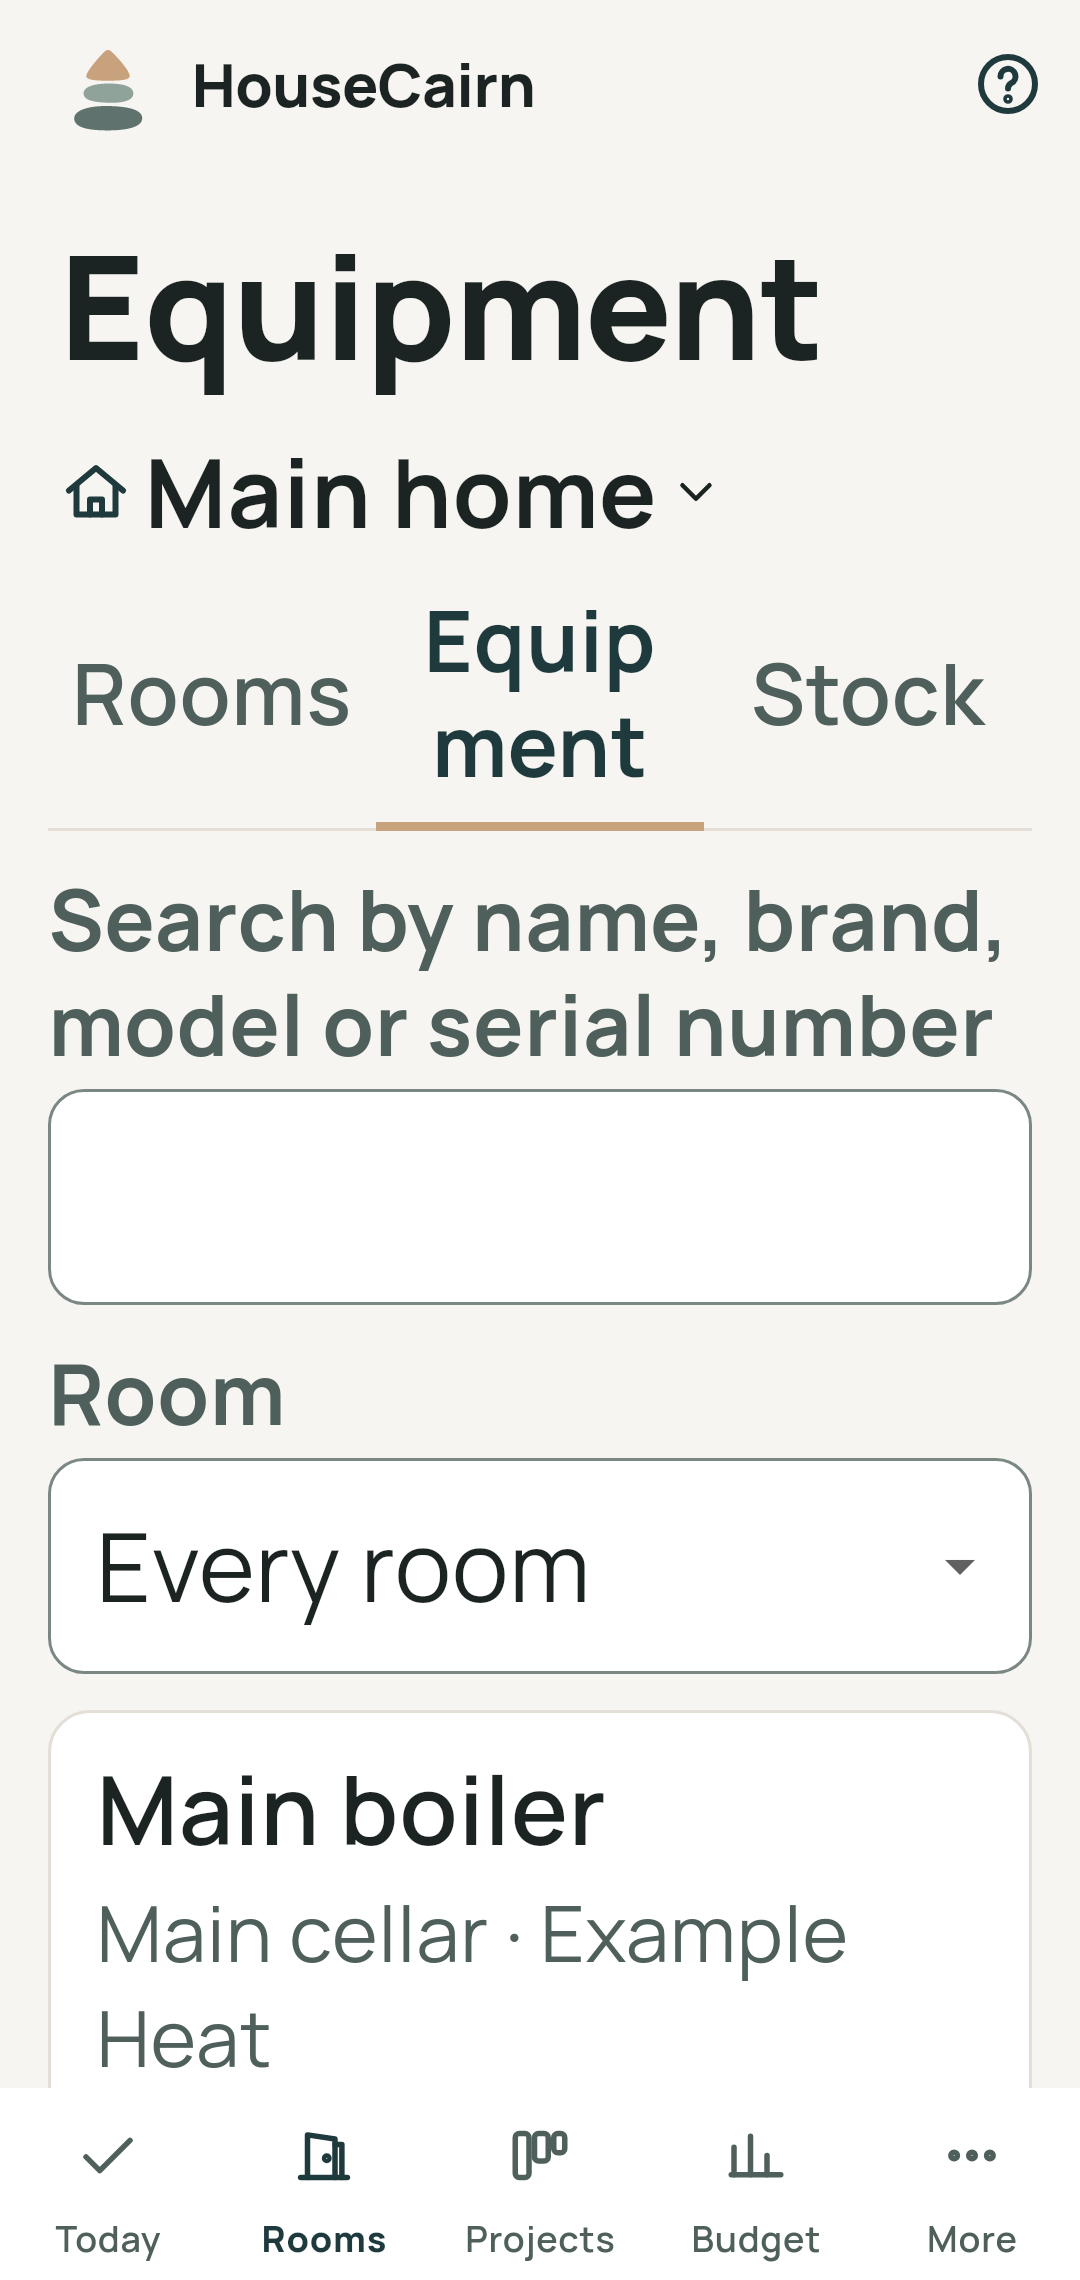 HouseCairn
Equipment
Main home
Rooms
Equip
ment
Stock
Search by name, brand,
model or serial number
Room
Every room
Main boiler
Main cellar · Example
Heat
Today
Rooms
Projects
Budget
More